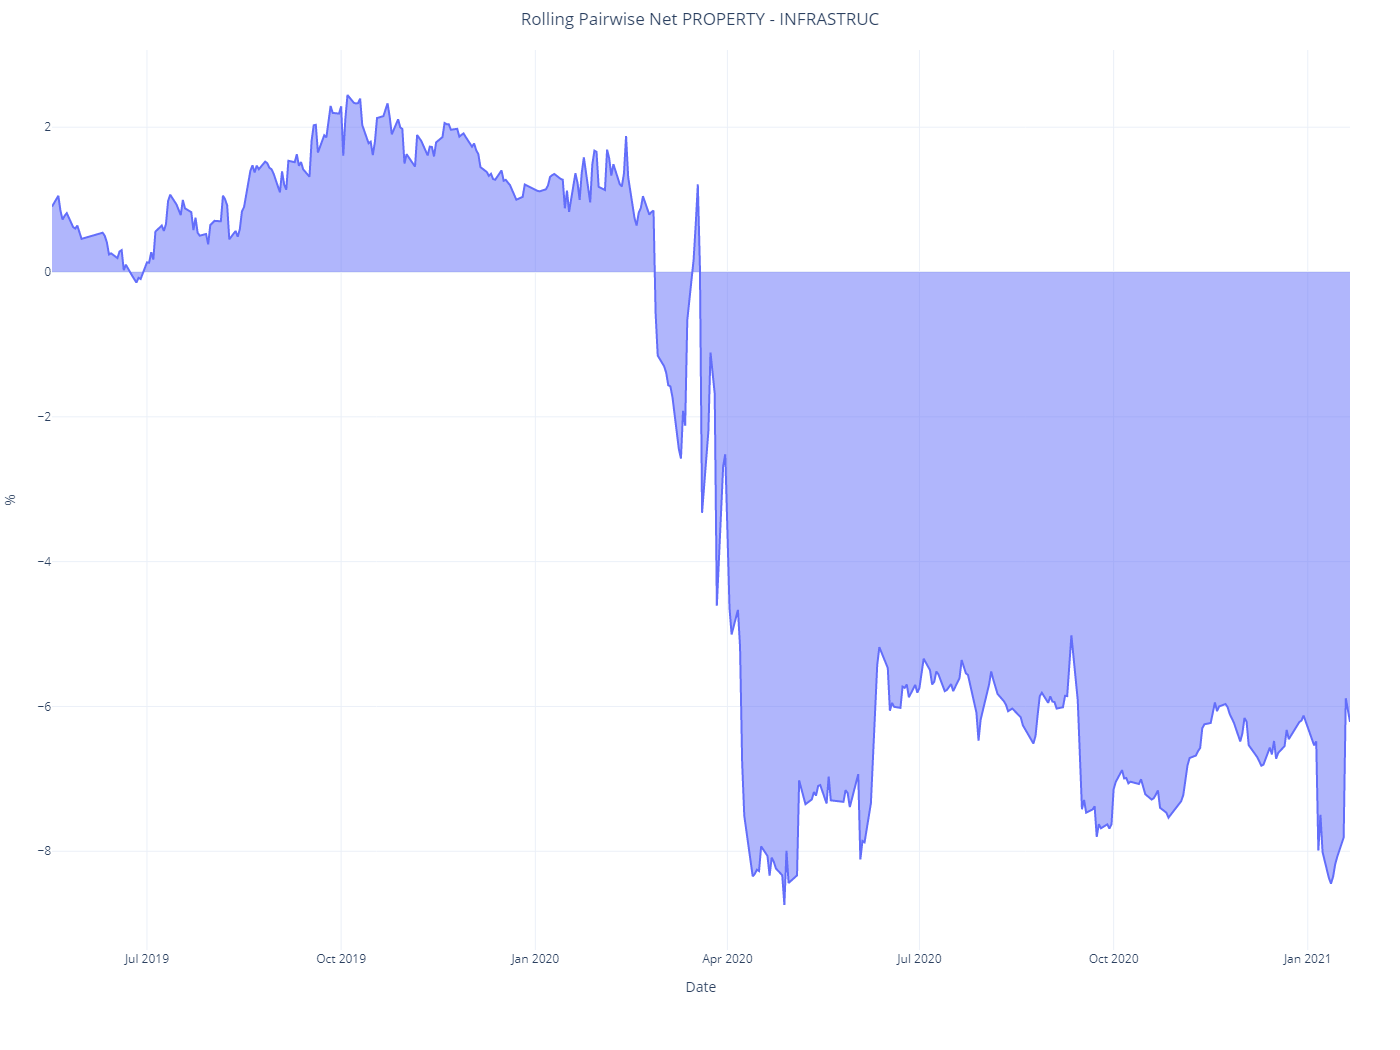 Rolling Pairwise Net PROPERTY - INFRASTRUC
2
0
−2
−4
−6
−8
%
Jul 2019
Oct 2019
Jan 2020
Apr 2020
Jul 2020
Oct 2020
Jan 2021
Date